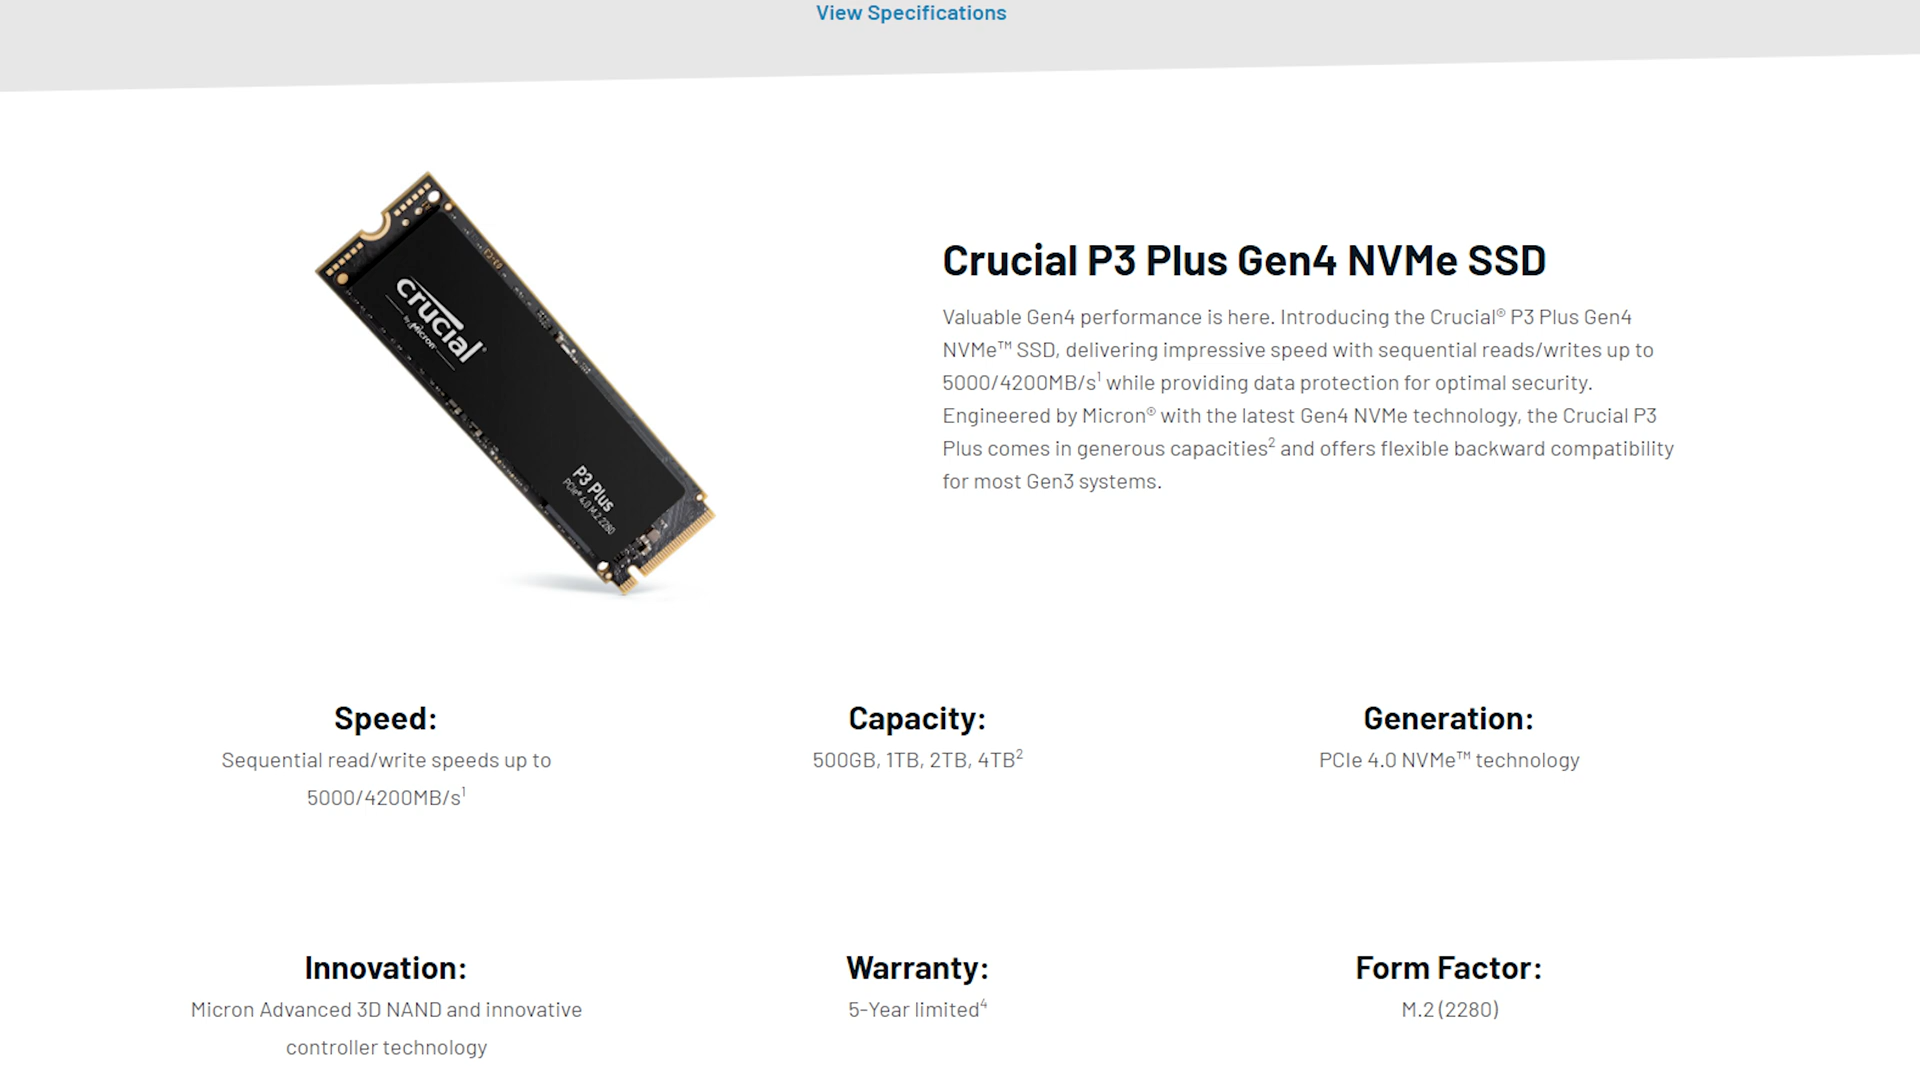 View Specifications
crucial
by Micron
P3 Plus
PCIe® 4.0 M.2 2280
Crucial P3 Plus Gen4 NVMe SSD
Valuable Gen4 performance is here. Introducing the Crucial® P3 Plus Gen4
NVMe™ SSD, delivering impressive speed with sequential reads/writes up to
5000/4200MB/s¹ while providing data protection for optimal security.
Engineered by Micron® with the latest Gen4 NVMe technology, the Crucial P3
Plus comes in generous capacities² and offers flexible backward compatibility
for most Gen3 systems.
Speed:
Sequential read/write speeds up to
5000/4200MB/s¹
Capacity:
500GB, 1TB, 2TB, 4TB²
Generation:
PCIe 4.0 NVMe™ technology
Innovation:
Micron Advanced 3D NAND and innovative
controller technology
Warranty:
5-Year limited⁴
Form Factor:
M.2 (2280)